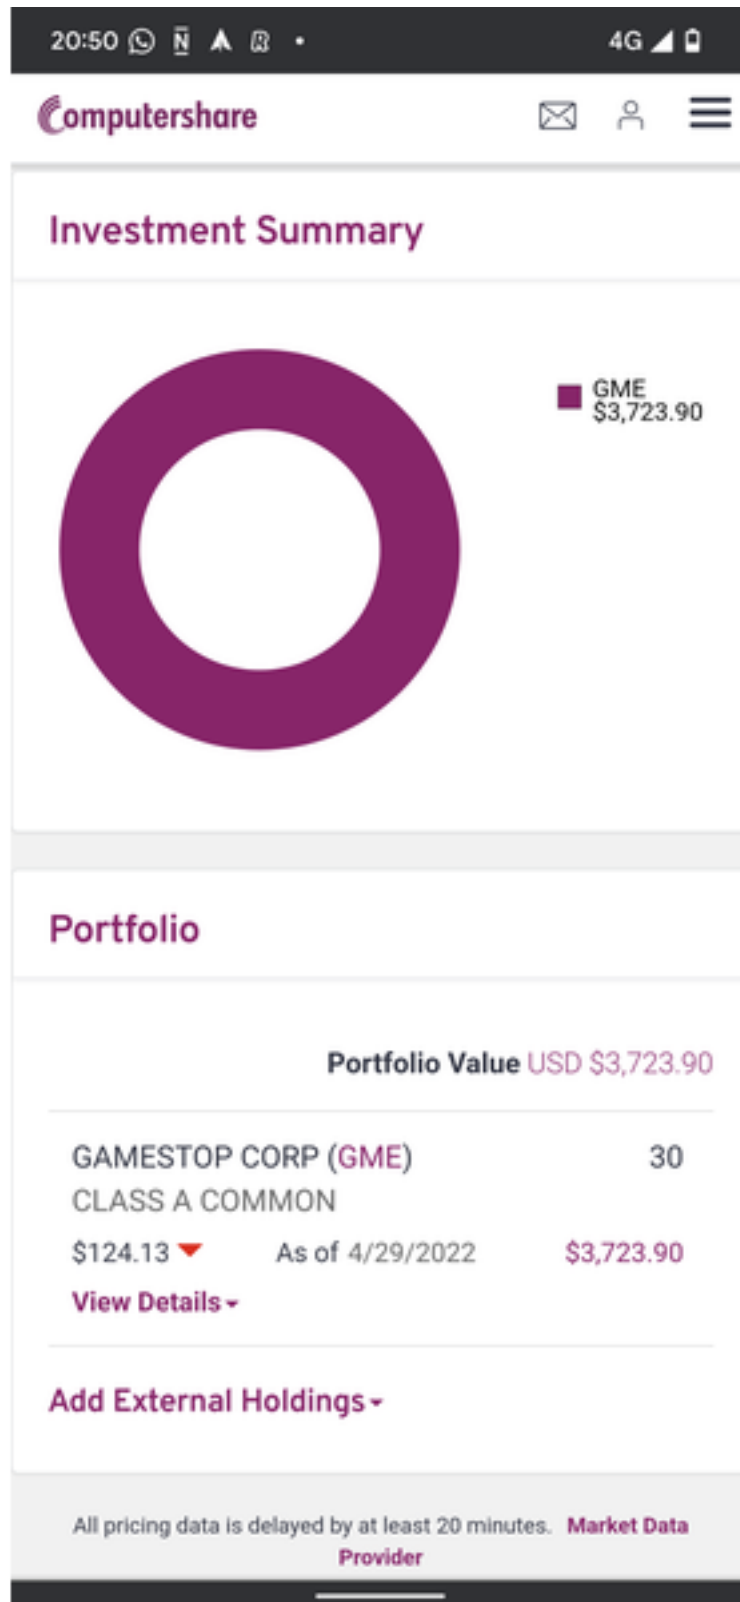 20:50
4G
Computershare
Investment Summary
GME
$3,723.90
Portfolio
Portfolio Value USD $3,723.90
GAMESTOP CORP (GME) 30
CLASS A COMMON
$124.13 As of 4/29/2022 $3,723.90
View Details
Add External Holdings
All pricing data is delayed by at least 20 minutes. Market Data
Provider